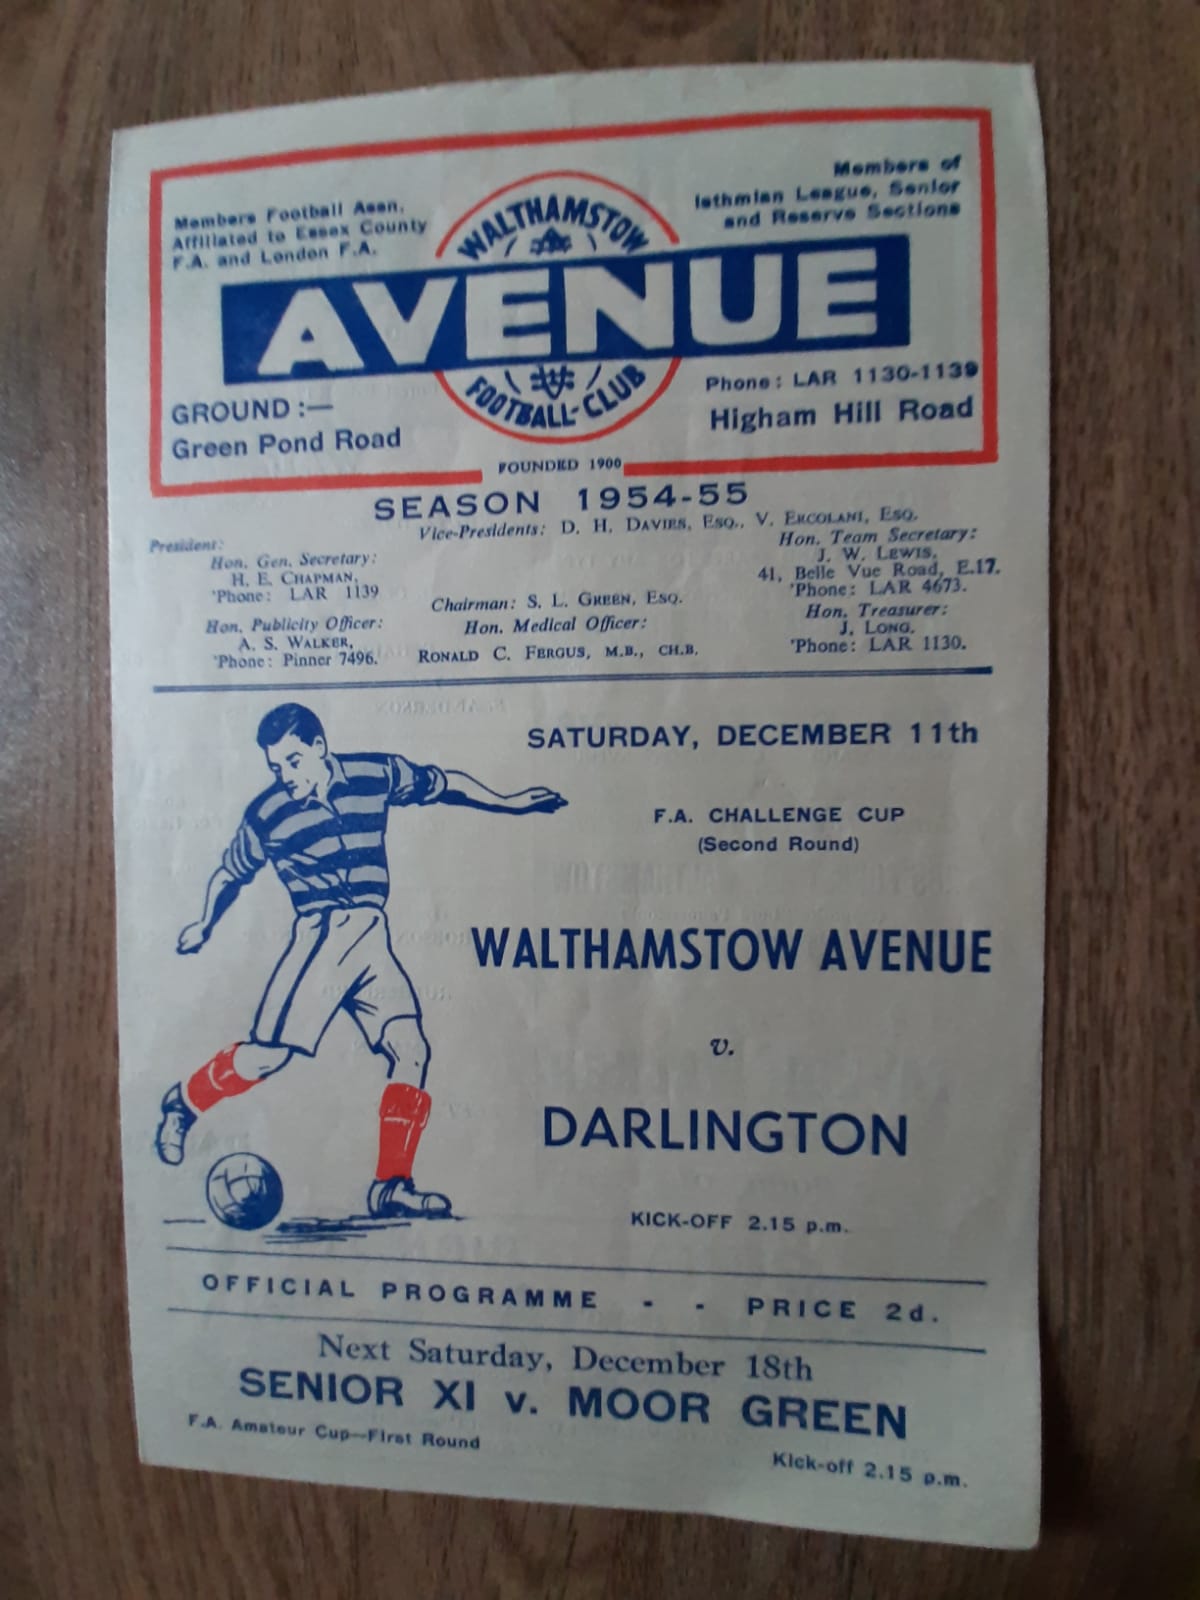 Members Football Assn.
Affiliated to Essex County
F.A. and London F.A.
Members of
Isthmian League, Senior
and Reserve Sections
WALTHAMSTOW
AVENUE
FOOTBALL-CLUB
GROUND :—
Green Pond Road
Phone: LAR 1130-1139
Higham Hill Road
FOUNDED 1900
SEASON 1954-55
Vice-Presidents: D. H. DAVIES, ESQ., V. ERCOLANI, ESQ.
President:
Hon. Gen. Secretary:
H. E. CHAPMAN,
'Phone: LAR 1139
Hon. Publicity Officer:
A. S. WALKER,
'Phone: Pinner 7496.
Chairman: S. L. GREEN, ESQ.
Hon. Medical Officer:
RONALD C. FERGUS, M.B., CH.B.
Hon. Team Secretary:
J. W. LEWIS,
41, Belle Vue Road, E.17.
'Phone: LAR 4673.
Hon. Treasurer:
J. LONG,
'Phone: LAR 1130.
SATURDAY, DECEMBER 11th
F.A. CHALLENGE CUP
(Second Round)
WALTHAMSTOW AVENUE
v.
DARLINGTON
KICK-OFF 2.15 p.m.
OFFICIAL PROGRAMME - - PRICE 2d.
Next Saturday, December 18th
SENIOR XI v. MOOR GREEN
F.A. Amateur Cup—First Round
Kick-off 2.15 p.m.